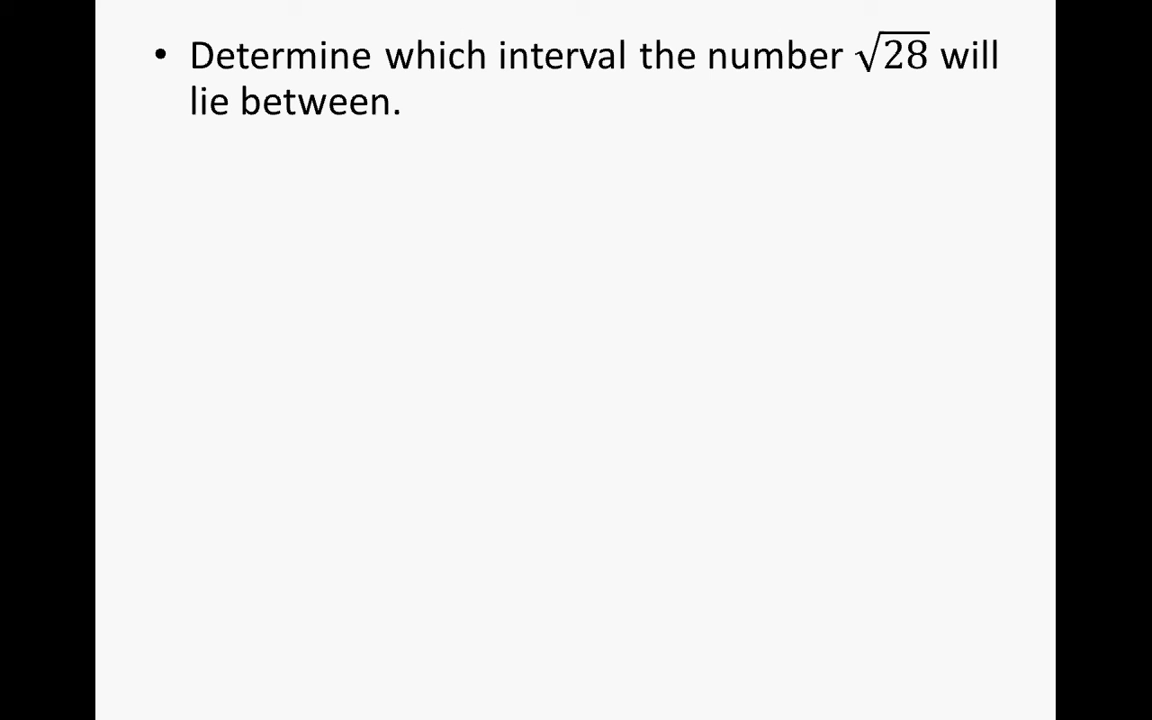 • Determine which interval the number √28 will
lie between.